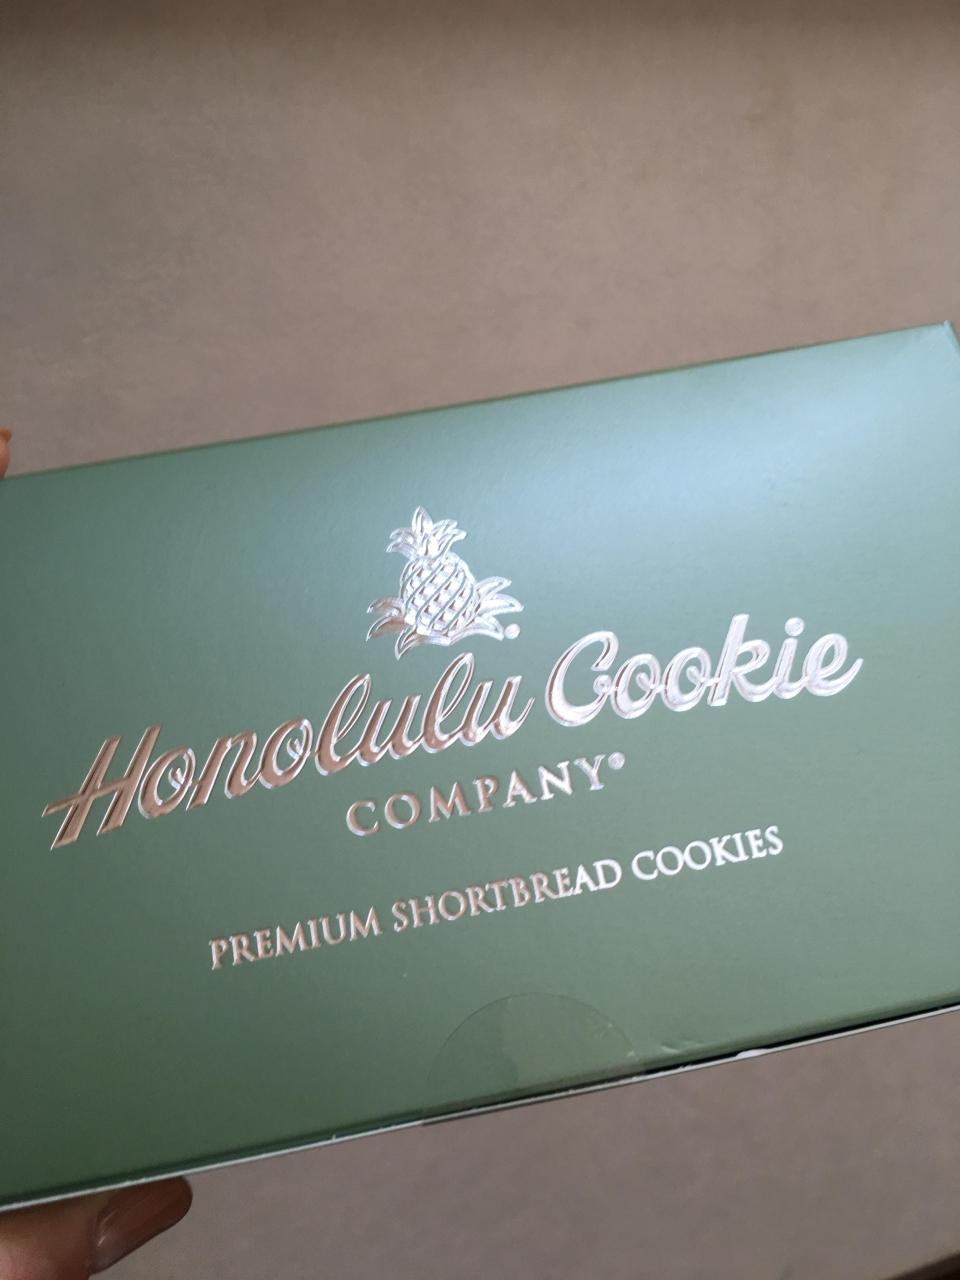 Honolulu Cookie
COMPANY®
PREMIUM SHORTBREAD COOKIES